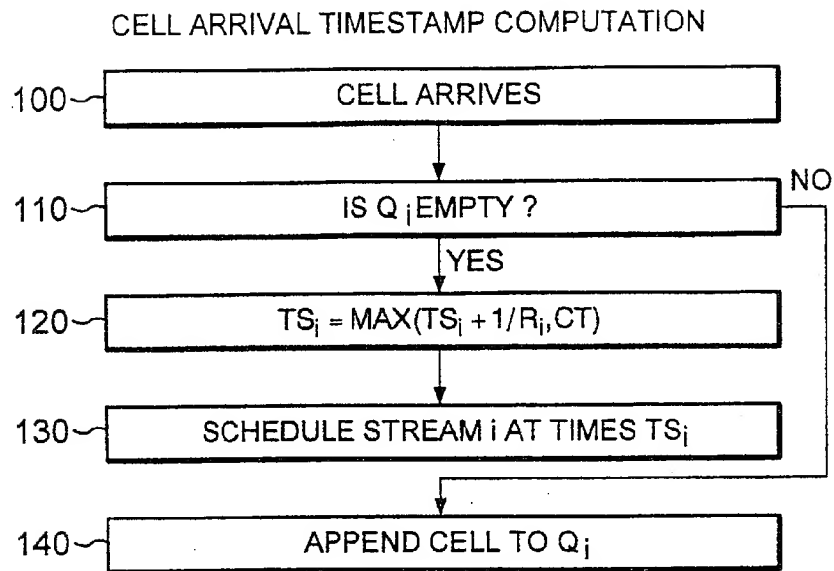 CELL ARRIVAL TIMESTAMP COMPUTATION
100 CELL ARRIVES
110 IS Q i EMPTY ? NO
YES
120 TSi = MAX(TSi + 1/Ri,CT)
130 SCHEDULE STREAM i AT TIMES TSi
140 APPEND CELL TO Qi